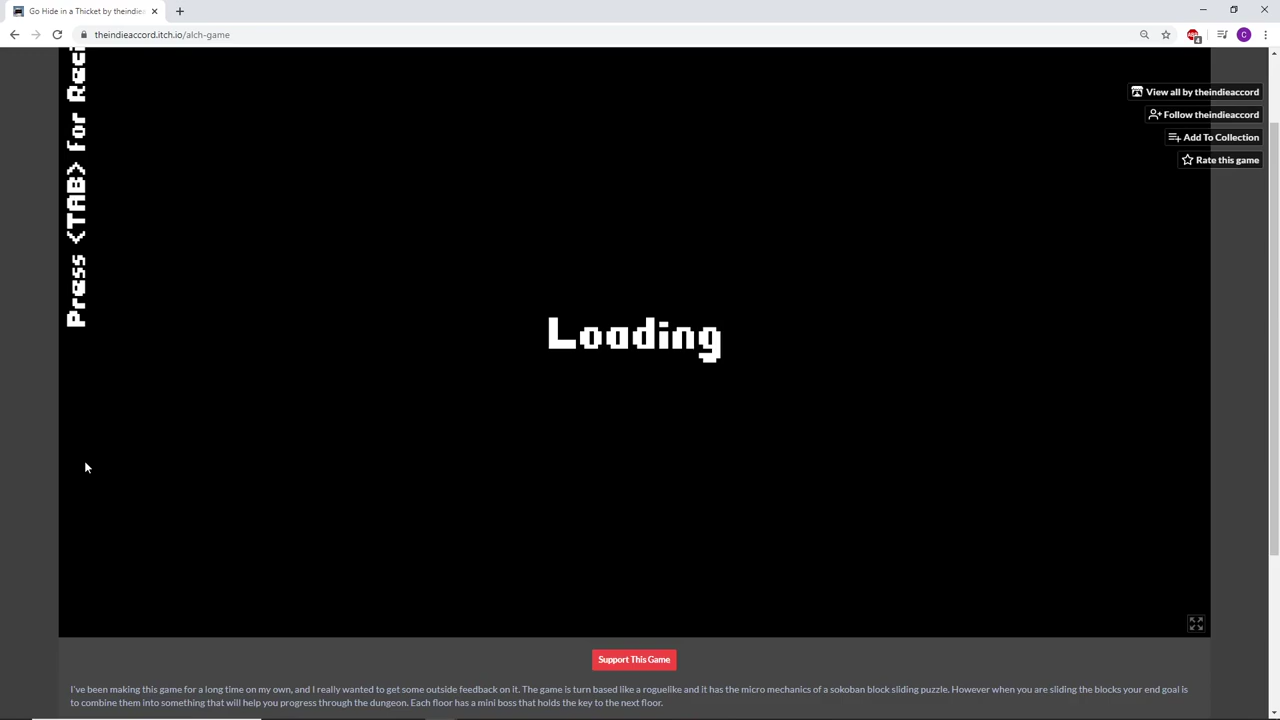 Go Hide in a Thicket by theindie
theindieaccord.itch.io/alch-game
View all by theindieaccord
Follow theindieaccord
Add To Collection
Rate this game
Press <TAB> for
Loading
Support This Game
I've been making this game for a long time on my own, and I really wanted to get some outside feedback on it. The game is turn based like a roguelike and it has the micro mechanics of a sokoban block sliding puzzle. However when you are sliding the blocks your end goal is
to combine them into something that will help you progress through the dungeon. Each floor has a mini boss that holds the key to the next floor.